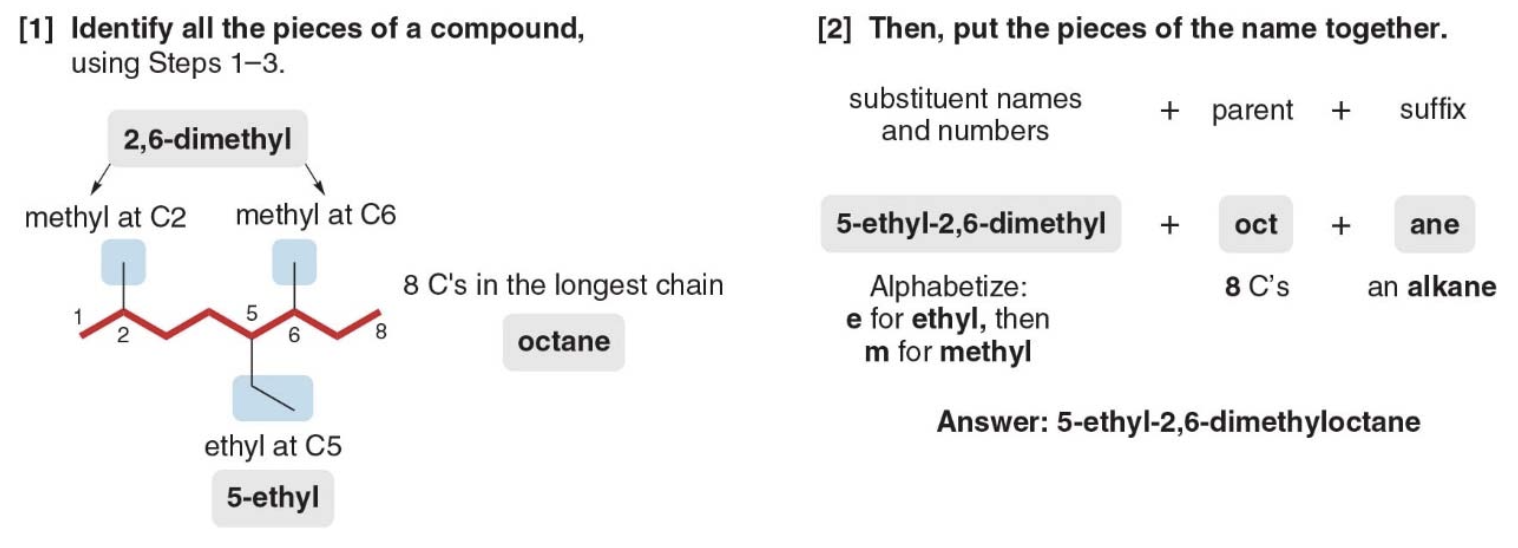 [1] Identify all the pieces of a compound,
using Steps 1–3.
2,6-dimethyl
methyl at C2
methyl at C6
1
2
5
6
8
8 C's in the longest chain
octane
ethyl at C5
5-ethyl
[2] Then, put the pieces of the name together.
substituent names
and numbers
+ parent + suffix
5-ethyl-2,6-dimethyl + oct + ane
Alphabetize:
e for ethyl, then
m for methyl
8 C’s
an alkane
Answer: 5-ethyl-2,6-dimethyloctane